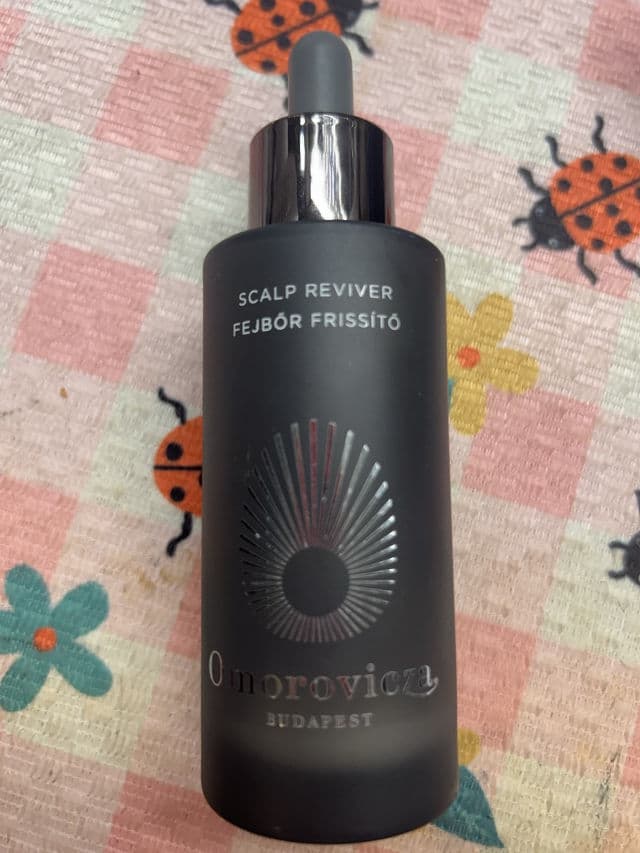 SCALP REVIVER
FEJBŐR FRISSÍTŐ
Omorovicza
BUDAPEST